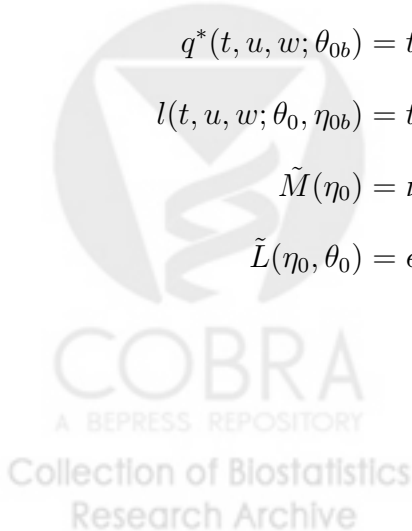 q*(t, u, w; θ₀b) = t
l(t, u, w; θ₀, η₀b) = t
M̃(η₀) = 
L̃(η₀, θ₀) = e
COBRA
A BEPRESS REPOSITORY
Collection of Biostatistics
Research Archive